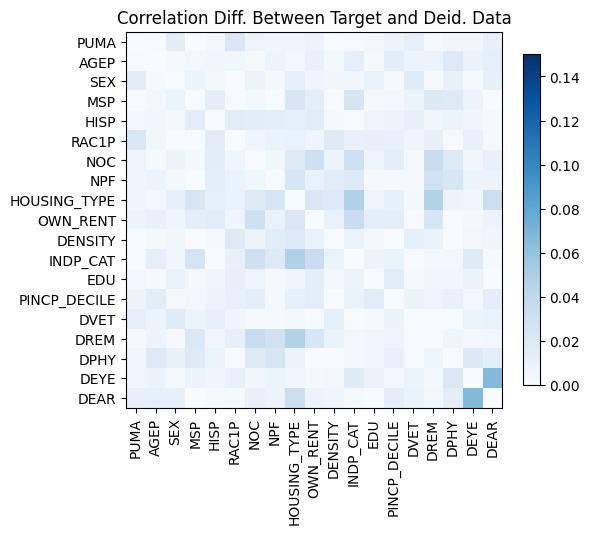 Correlation Diff. Between Target and Deid. Data
PUMA
AGEP
SEX
MSP
HISP
RAC1P
NOC
NPF
HOUSING_TYPE
OWN_RENT
DENSITY
INDP_CAT
EDU
PINCP_DECILE
DVET
DREM
DPHY
DEYE
DEAR
PUMA
AGEP
SEX
MSP
HISP
RAC1P
NOC
NPF
HOUSING_TYPE
OWN_RENT
DENSITY
INDP_CAT
EDU
PINCP_DECILE
DVET
DREM
DPHY
DEYE
DEAR
0.14
0.12
0.10
0.08
0.06
0.04
0.02
0.00